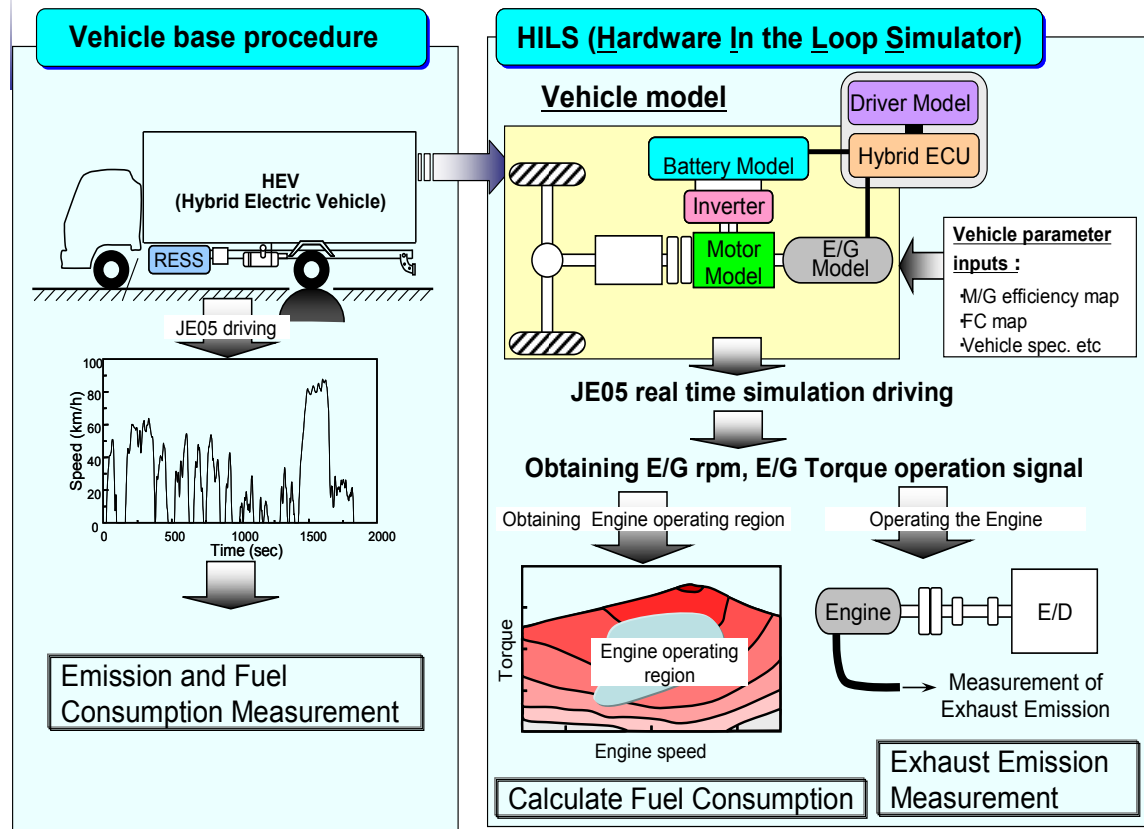 Vehicle base procedure
HEV
(Hybrid Electric Vehicle)
RESS
JE05 driving
Speed (km/h)
100
80
60
40
20
0
0
500
1000
1500
2000
Time (sec)
Emission and Fuel
Consumption Measurement
HILS (Hardware In the Loop Simulator)
Vehicle model
Driver Model
Hybrid ECU
Battery Model
Inverter
Motor
Model
E/G
Model
Vehicle parameter
inputs :
·M/G efficiency map
·FC map
·Vehicle spec. etc
JE05 real time simulation driving
Obtaining E/G rpm, E/G Torque operation signal
Obtaining Engine operating region
Torque
Engine operating
region
Engine speed
Calculate Fuel Consumption
Operating the Engine
Engine
E/D
Measurement of
Exhaust Emission
Exhaust Emission
Measurement